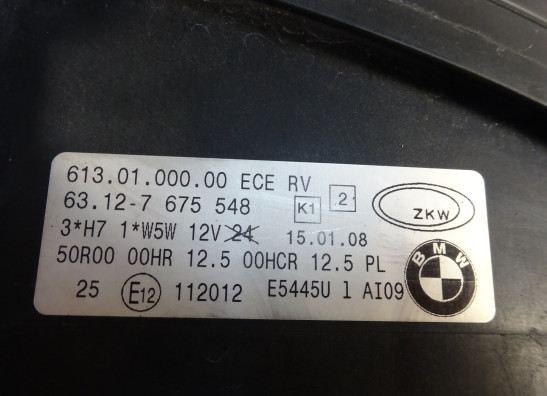 613.01.000.00 ECE RV
63.12-7 675 548 K1 .2. ZKW
3*H7 1*W5W 12V 24 15.01.08
50R00 00HR 12.5 00HCR 12.5 PL
25 E12 112012 E5445U 1 AI09
BMW